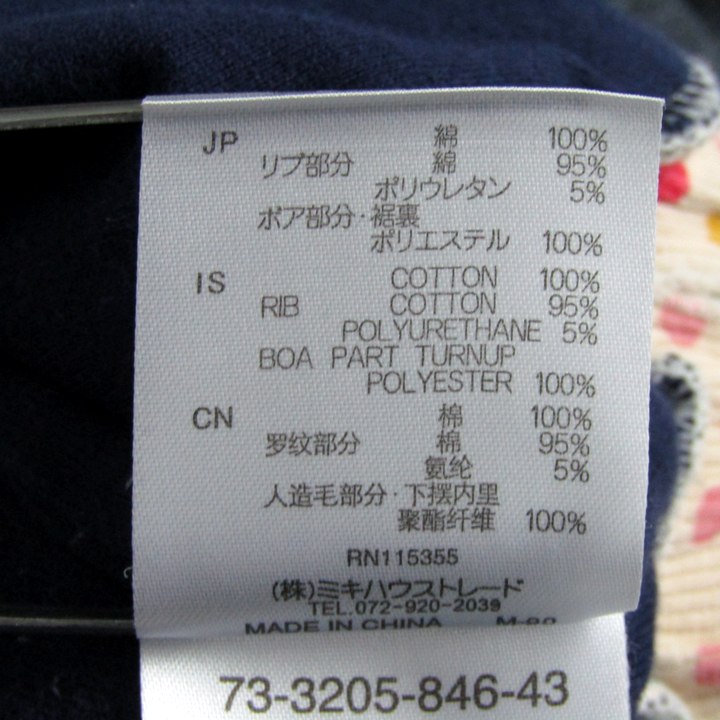 JP 綿 100%
リブ部分 綿 95%
ポリウレタン 5%
ボア部分・裾裏
ポリエステル 100%
IS COTTON 100%
RIB COTTON 95%
POLYURETHANE 5%
BOA PART TURNUP
POLYESTER 100%
CN 棉 100%
罗纹部分 棉 95%
氨纶 5%
人造毛部分·下摆内里
聚酯纤维 100%
RN115355
(株)ミキハウストレード
TEL.072-920-2039
MADE IN CHINA
73-3205-846-43